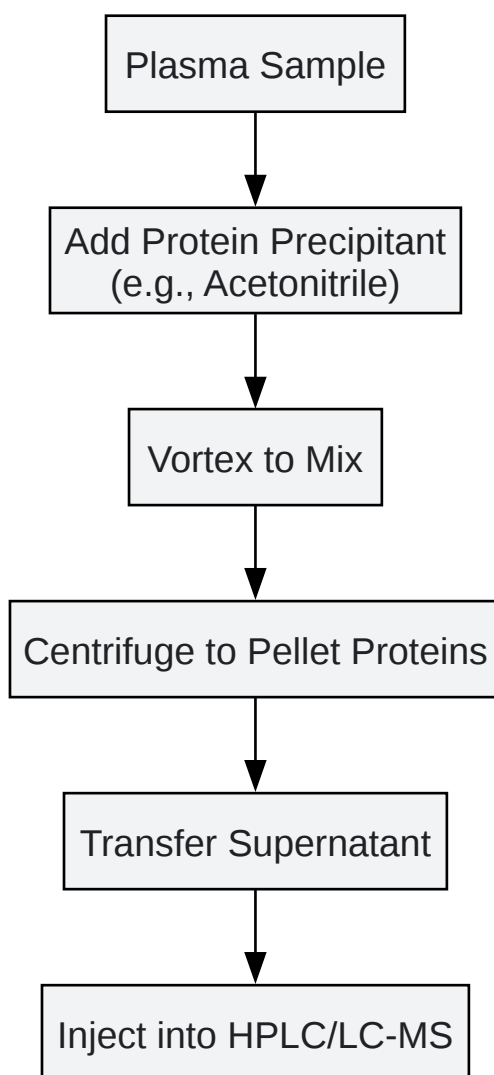 Plasma Sample
Add Protein Precipitant
(e.g., Acetonitrile)
Vortex to Mix
Centrifuge to Pellet Proteins
Transfer Supernatant
Inject into HPLC/LC-MS